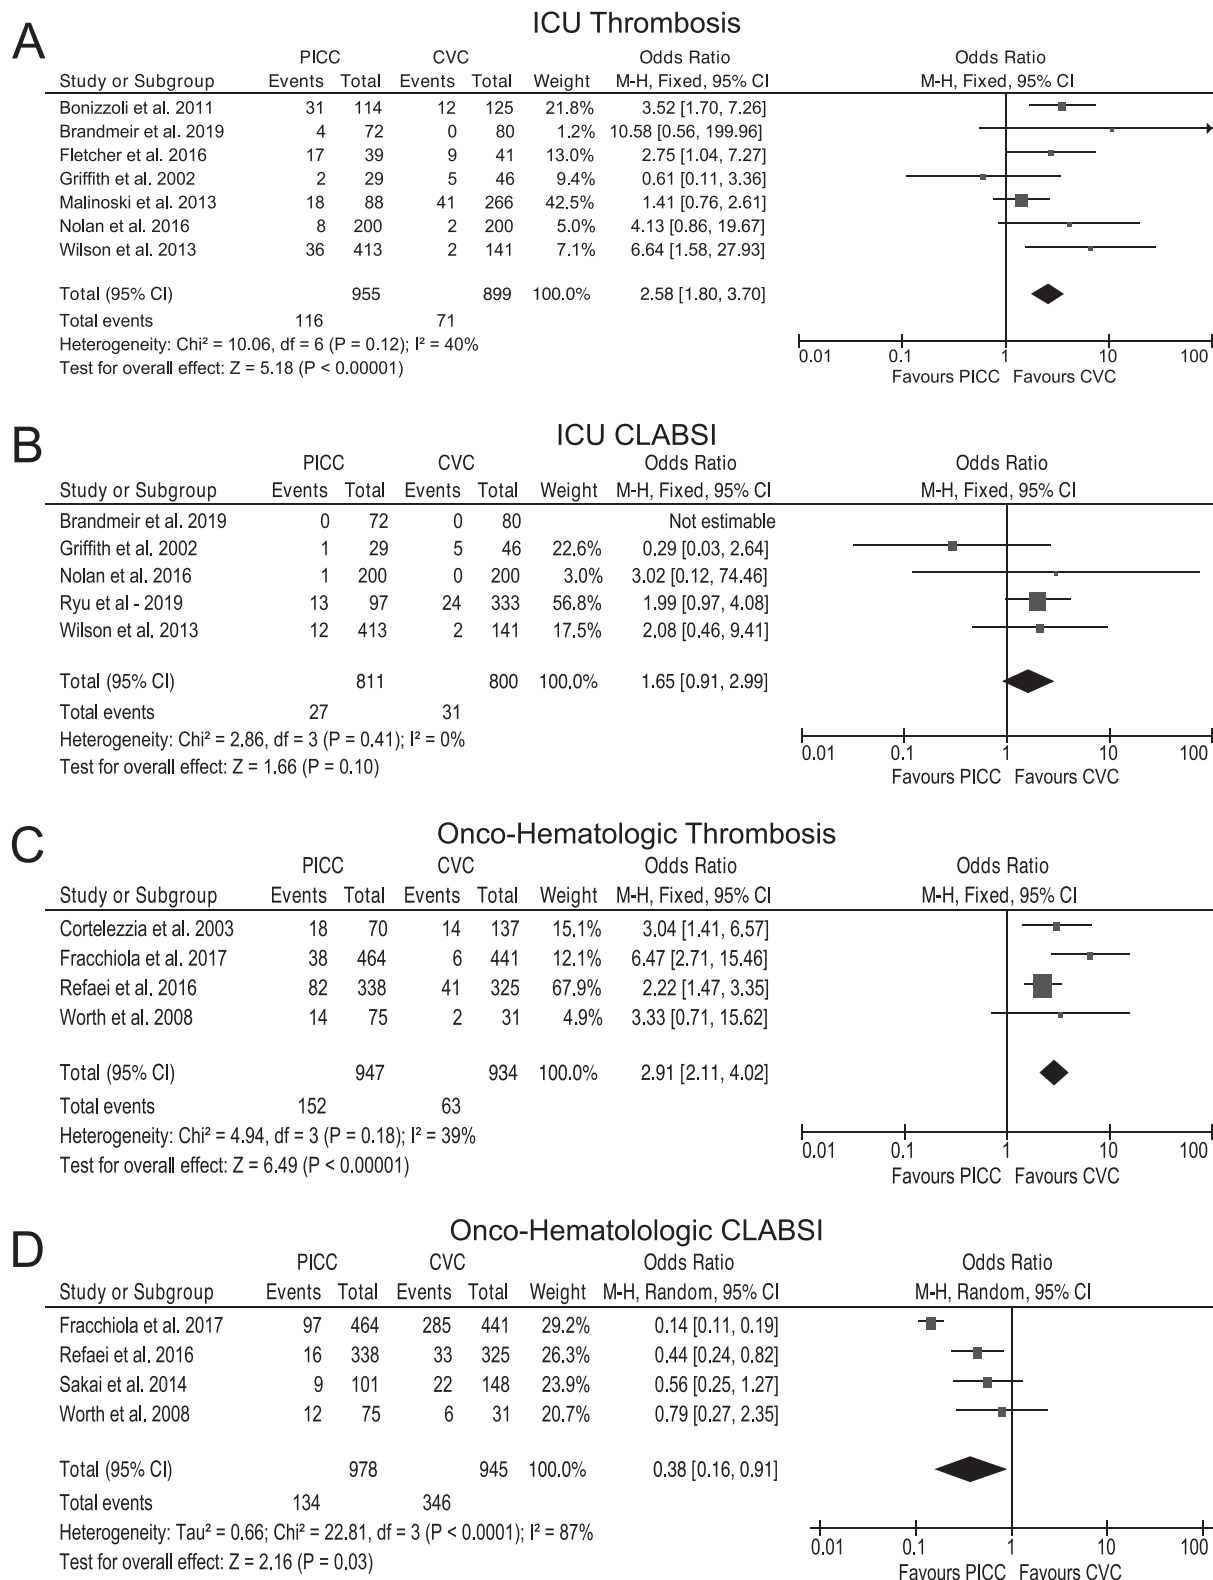 A
ICU Thrombosis
PICC CVC Odds Ratio Odds Ratio
Study or Subgroup Events Total Events Total Weight M-H, Fixed, 95% CI M-H, Fixed, 95% CI
Bonizzoli et al. 2011 31 114 12 125 21.8% 3.52 [1.70, 7.26]
Brandmeir et al. 2019 4 72 0 80 1.2% 10.58 [0.56, 199.96]
Fletcher et al. 2016 17 39 9 41 13.0% 2.75 [1.04, 7.27]
Griffith et al. 2002 2 29 5 46 9.4% 0.61 [0.11, 3.36]
Malinoski et al. 2013 18 88 41 266 42.5% 1.41 [0.76, 2.61]
Nolan et al. 2016 8 200 2 200 5.0% 4.13 [0.86, 19.67]
Wilson et al. 2013 36 413 2 141 7.1% 6.64 [1.58, 27.93]
Total (95% CI) 955 899 100.0% 2.58 [1.80, 3.70]
Total events 116 71
Heterogeneity: Chi² = 10.06, df = 6 (P = 0.12); I² = 40%
Test for overall effect: Z = 5.18 (P < 0.00001)
0.01 0.1 1 10 100
Favours PICC Favours CVC
B
ICU CLABSI
PICC CVC Odds Ratio Odds Ratio
Study or Subgroup Events Total Events Total Weight M-H, Fixed, 95% CI M-H, Fixed, 95% CI
Brandmeir et al. 2019 0 72 0 80 Not estimable
Griffith et al. 2002 1 29 5 46 22.6% 0.29 [0.03, 2.64]
Nolan et al. 2016 1 200 0 200 3.0% 3.02 [0.12, 74.46]
Ryu et al - 2019 13 97 24 333 56.8% 1.99 [0.97, 4.08]
Wilson et al. 2013 12 413 2 141 17.5% 2.08 [0.46, 9.41]
Total (95% CI) 811 800 100.0% 1.65 [0.91, 2.99]
Total events 27 31
Heterogeneity: Chi² = 2.86, df = 3 (P = 0.41); I² = 0%
Test for overall effect: Z = 1.66 (P = 0.10)
0.01 0.1 1 10 100
Favours PICC Favours CVC
C
Onco-Hematologic Thrombosis
PICC CVC Odds Ratio Odds Ratio
Study or Subgroup Events Total Events Total Weight M-H, Fixed, 95% CI M-H, Fixed, 95% CI
Cortelezzia et al. 2003 18 70 14 137 15.1% 3.04 [1.41, 6.57]
Fracchiola et al. 2017 38 464 6 441 12.1% 6.47 [2.71, 15.46]
Refaei et al. 2016 82 338 41 325 67.9% 2.22 [1.47, 3.35]
Worth et al. 2008 14 75 2 31 4.9% 3.33 [0.71, 15.62]
Total (95% CI) 947 934 100.0% 2.91 [2.11, 4.02]
Total events 152 63
Heterogeneity: Chi² = 4.94, df = 3 (P = 0.18); I² = 39%
Test for overall effect: Z = 6.49 (P < 0.00001)
0.01 0.1 1 10 100
Favours PICC Favours CVC
D
Onco-Hematolologic CLABSI
PICC CVC Odds Ratio Odds Ratio
Study or Subgroup Events Total Events Total Weight M-H, Random, 95% CI M-H, Random, 95% CI
Fracchiola et al. 2017 97 464 285 441 29.2% 0.14 [0.11, 0.19]
Refaei et al. 2016 16 338 33 325 26.3% 0.44 [0.24, 0.82]
Sakai et al. 2014 9 101 22 148 23.9% 0.56 [0.25, 1.27]
Worth et al. 2008 12 75 6 31 20.7% 0.79 [0.27, 2.35]
Total (95% CI) 978 945 100.0% 0.38 [0.16, 0.91]
Total events 134 346
Heterogeneity: Tau² = 0.66; Chi² = 22.81, df = 3 (P < 0.0001); I² = 87%
Test for overall effect: Z = 2.16 (P = 0.03)
0.01 0.1 1 10 100
Favours PICC Favours CVC